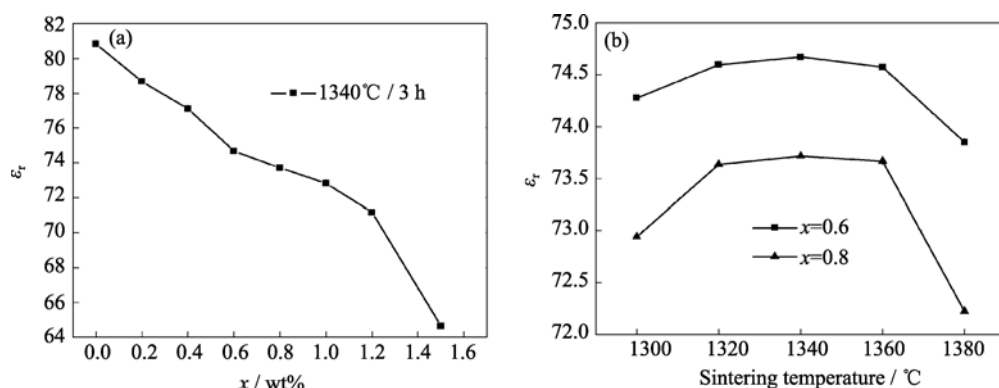 (a)
1340℃ / 3 h
82
80
78
76
74
72
70
68
66
64
εr
0.0 0.2 0.4 0.6 0.8 1.0 1.2 1.4 1.6
x / wt%
(b)
75.0
74.5
74.0
73.5
73.0
72.5
72.0
εr
x=0.6
x=0.8
1300 1320 1340 1360 1380
Sintering temperature / ℃